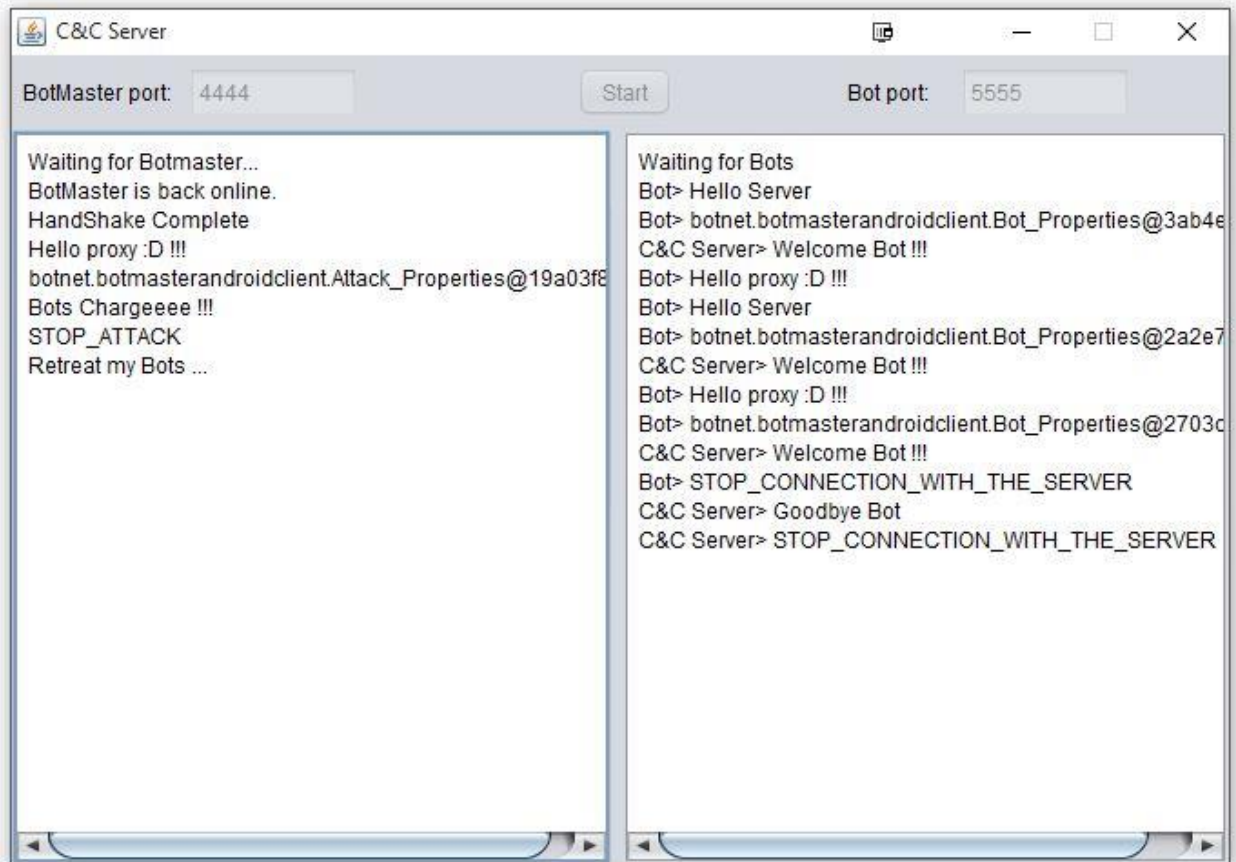 C&C Server
BotMaster port: 4444 Start Bot port: 5555
Waiting for Botmaster...
BotMaster is back online.
HandShake Complete
Hello proxy :D !!!
botnet.botmasterandroidclient.Attack_Properties@19a03f8
Bots Chargeeee !!!
STOP_ATTACK
Retreat my Bots ...
Waiting for Bots
Bot> Hello Server
Bot> botnet.botmasterandroidclient.Bot_Properties@3ab4e
C&C Server> Welcome Bot !!!
Bot> Hello proxy :D !!!
Bot> Hello Server
Bot> botnet.botmasterandroidclient.Bot_Properties@2a2e7
C&C Server> Welcome Bot !!!
Bot> Hello proxy :D !!!
Bot> botnet.botmasterandroidclient.Bot_Properties@2703c
C&C Server> Welcome Bot !!!
Bot> STOP_CONNECTION_WITH_THE_SERVER
C&C Server> Goodbye Bot
C&C Server> STOP_CONNECTION_WITH_THE_SERVER